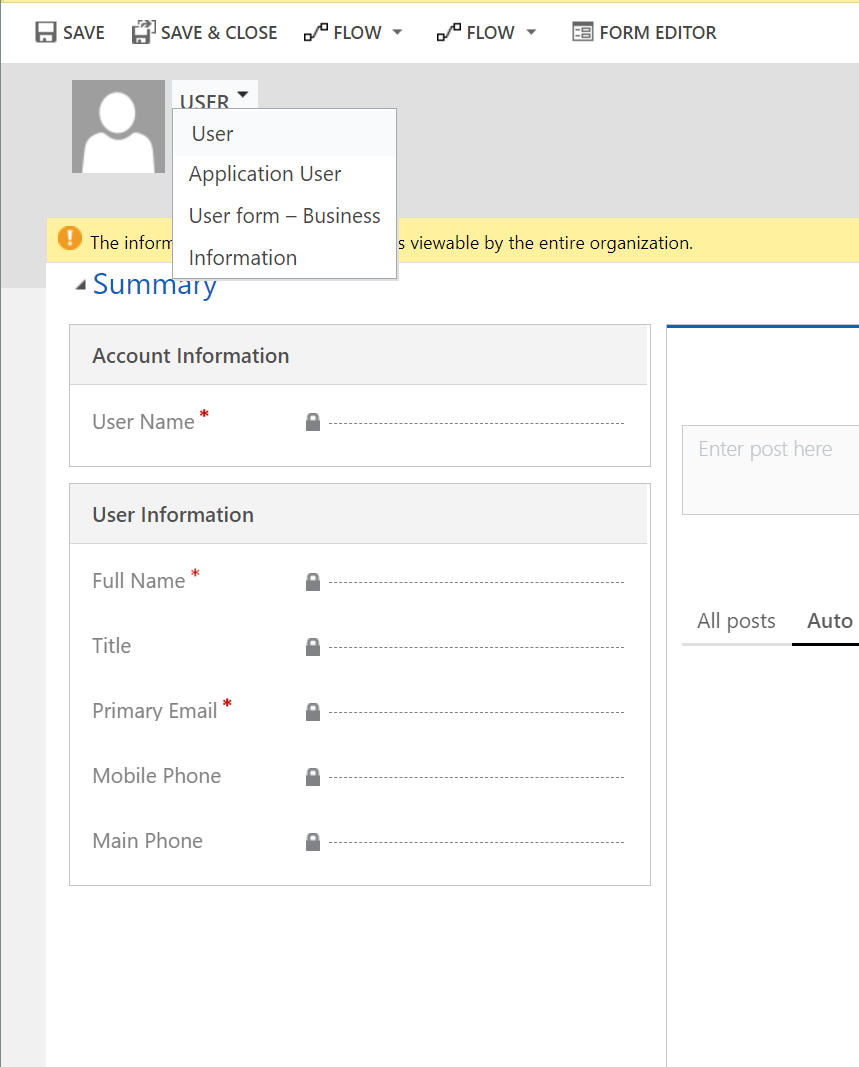 SAVE SAVE & CLOSE FLOW FLOW FORM EDITOR
USER
User
Application User
User form – Business
Information
The inform s viewable by the entire organization.
Summary
Account Information
User Name *
User Information
Full Name *
Title
Primary Email *
Mobile Phone
Main Phone
Enter post here
All posts Auto